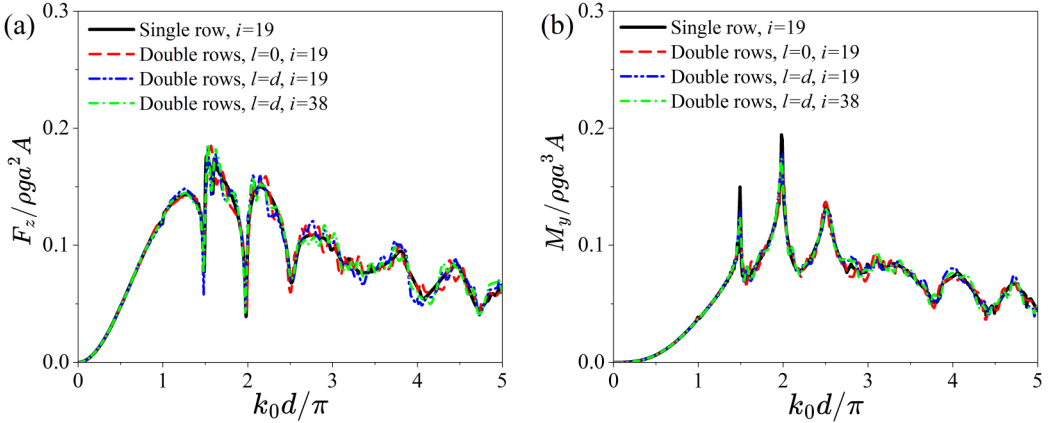 (a)
Single row, i=19
Double rows, l=0, i=19
Double rows, l=d, i=19
Double rows, l=d, i=38
F_z/ρga²A
0.3
0.2
0.1
0.0
0 1 2 3 4 5
k₀d/π
(b)
Single row, i=19
Double rows, l=0, i=19
Double rows, l=d, i=19
Double rows, l=d, i=38
M_y/ρga³A
0.3
0.2
0.1
0.0
0 1 2 3 4 5
k₀d/π